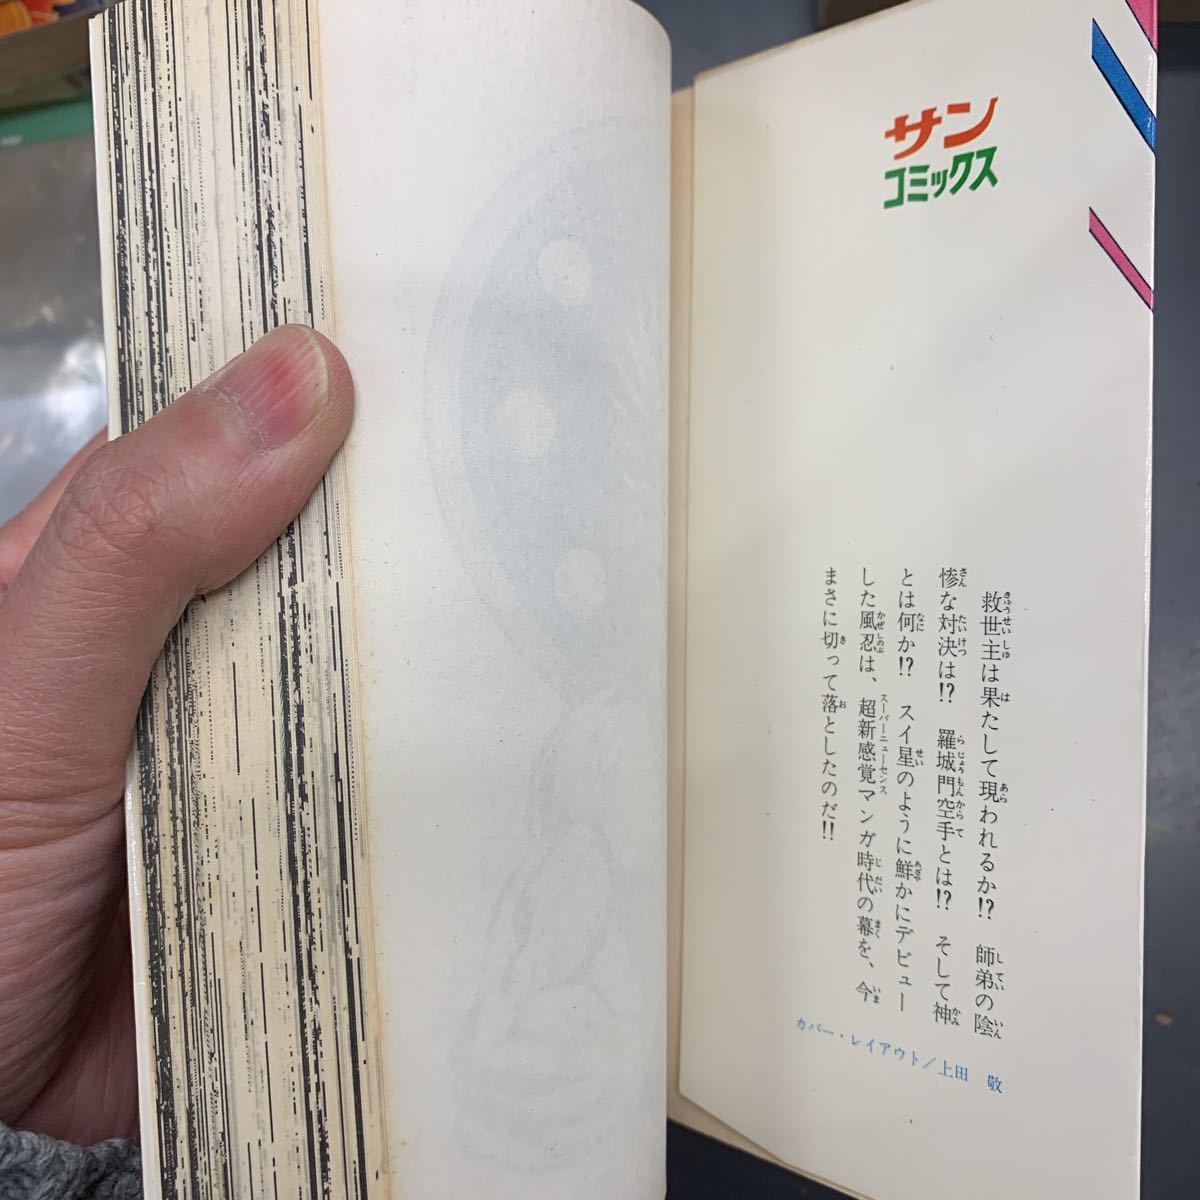 サン
コミックス
救世主は果たして現われるか!? 師弟の陰
惨な対決は!? 羅城門空手とは!? そして神
とは何か!? スイ星のように鮮かにデビュー
した風忍は、超新感覚マンガ時代の幕を、今
まさに切って落としたのだ!!
カバー・レイアウト/上田 敬